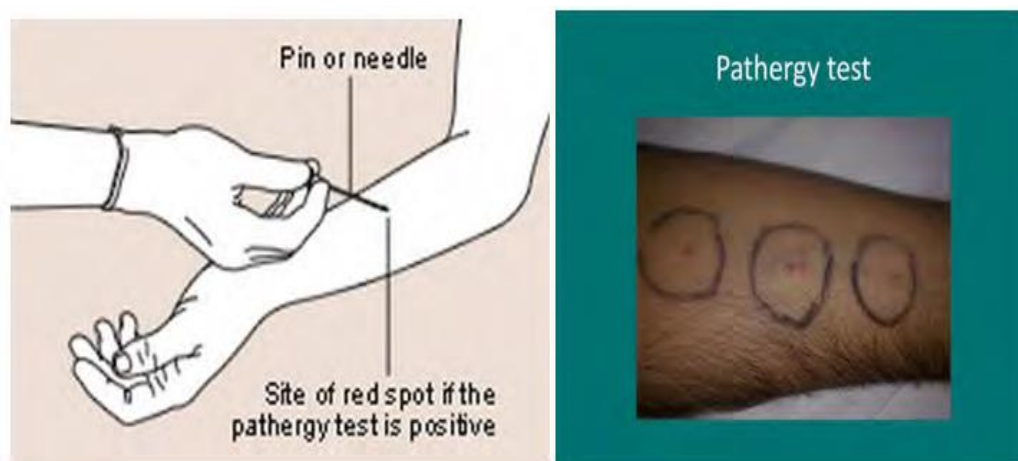 Pin or needle
Site of red spot if the
pathergy test is positive
Pathergy test